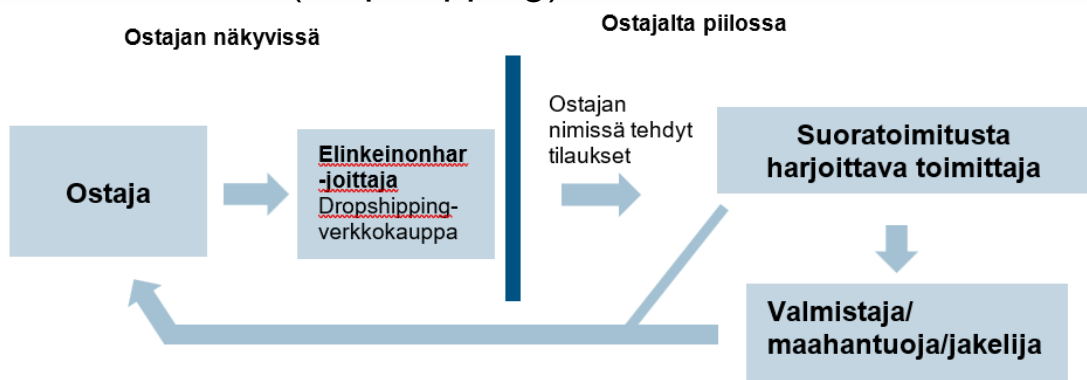 Ostajan näkyvissä
Ostajalta piilossa
Ostaja
Elinkeinonhar
-joittaja
Dropshipping-
verkkokauppa
Ostajan
nimissä tehdyt
tilaukset
Suoratoimitusta
harjoittava toimittaja
Valmistaja/
maahantuoja/jakelija